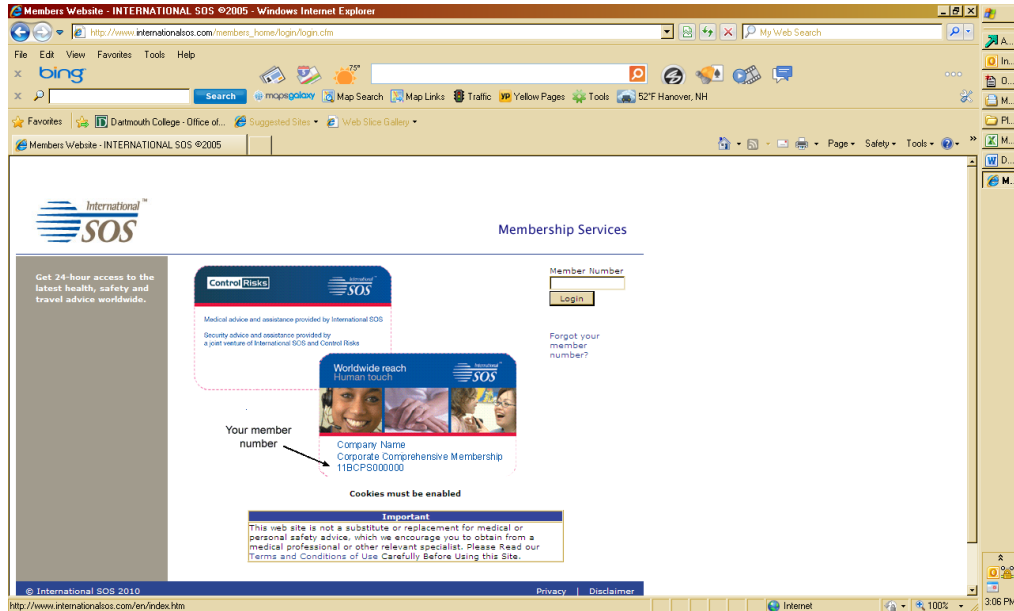 Members Website - INTERNATIONAL SOS ©2005 - Windows Internet Explorer
http://www.internationalsos.com/members_home/login/login.cfm
My Web Search
File Edit View Favorites Tools Help
x bing 75°
x Search mapsgalaxy Map Search Map Links Traffic YP Yellow Pages Tools 52°F Hanover, NH
Favorites Dartmouth College - Office of... Suggested Sites Web Slice Gallery
Members Website - INTERNATIONAL SOS ©2005
Page Safety Tools
A...
In...
O...
M...
Pl...
M...
D...
M...
International™
SOS
Membership Services
Get 24-hour access to the
latest health, safety and
travel advice worldwide.
Control Risks
International
SOS
Medical advice and assistance provided by International SOS
Security advice and assistance provided by
a joint venture of International SOS and Control Risks
Worldwide reach
Human touch
International
SOS
Your member
number
Company Name
Corporate Comprehensive Membership
11BCPS000000
Member Number
Login
Forgot your
member
number?
Cookies must be enabled
Important
This web site is not a substitute or replacement for medical or
personal safety advice, which we encourage you to obtain from a
medical professional or other relevant specialist. Please Read our
Terms and Conditions of Use Carefully Before Using this Site.
© International SOS 2010
Privacy | Disclaimer
http://www.internationalsos.com/en/index.htm
Internet
100%
3:06 PM